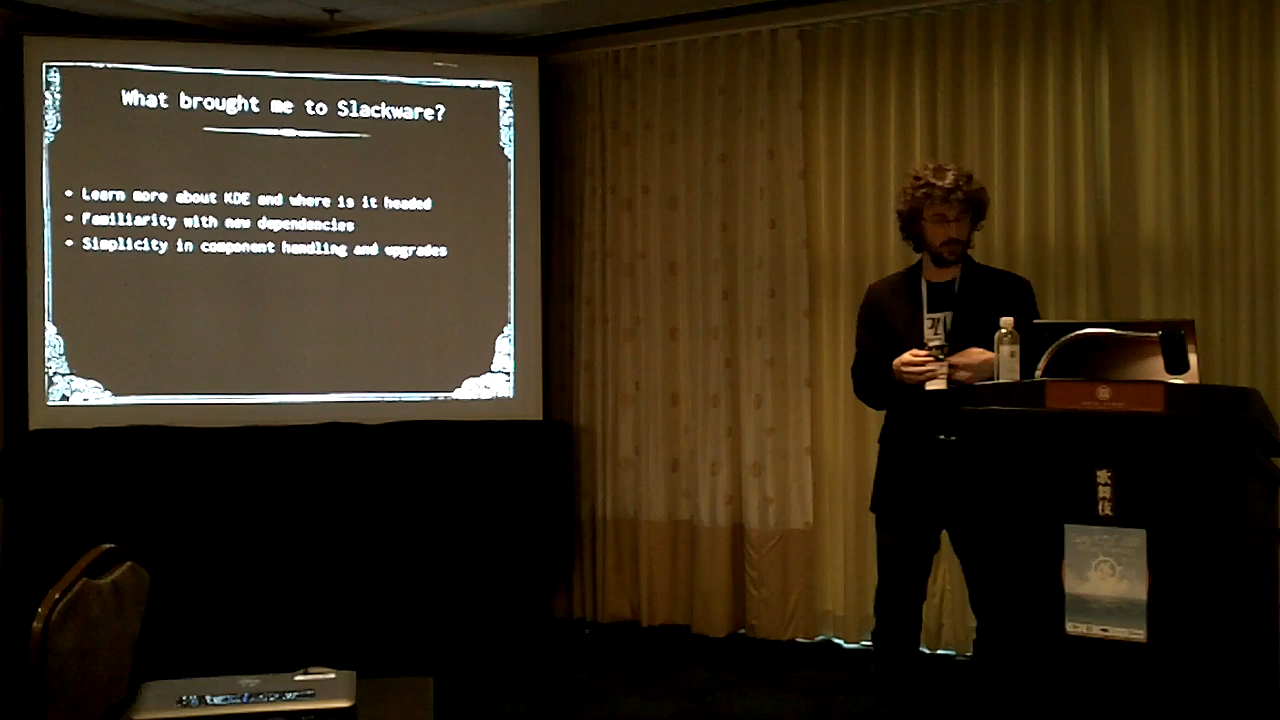 What brought me to Slackware?
• Learn more about KDE and where is it headed
• Familiarity with new dependencies
• Simplicity in component handling and upgrades
歌舞伎